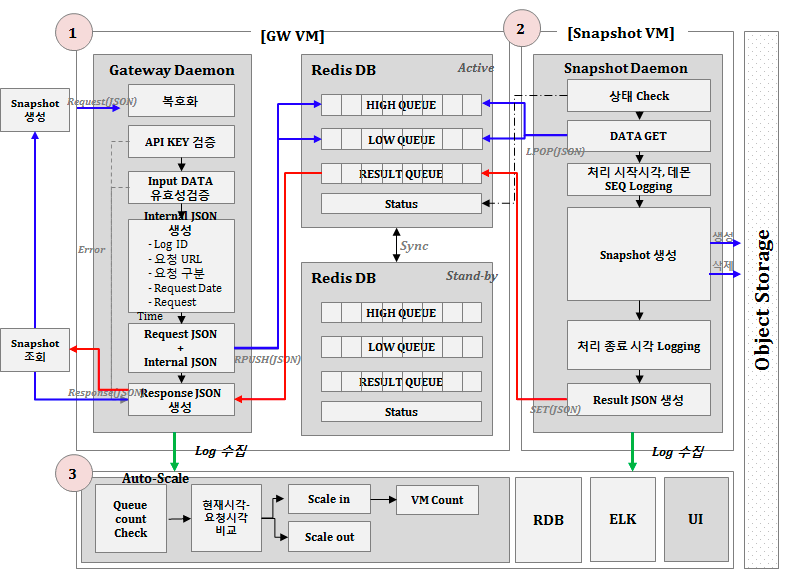 1
[GW VM]
2
[Snapshot VM]
Gateway Daemon
Redis DB
Active
Snapshot Daemon
Snapshot
생성
Request(JSON)
복호화
HIGH QUEUE
상태 Check
API KEY 검증
LOW QUEUE
DATA GET
LPOP(JSON)
Input DATA
유효성검증
RESULT QUEUE
처리 시작시각, 데몬
SEQ Logging
Status
Internal JSON
생성
- Log ID
- 요청 URL
- 요청 구분
- Request Date
- Request
Time
Error
Sync
Snapshot 생성
생성
삭제
Object Storage
Redis DB
Stand-by
HIGH QUEUE
Snapshot
조회
Request JSON
+
Internal JSON
RPUSH(JSON)
LOW QUEUE
처리 종료 시각 Logging
RESULT QUEUE
Response(JSON)
Response JSON
생성
Status
SET(JSON)
Result JSON 생성
Log 수집
Log 수집
3
Auto-Scale
Queue
count
Check
현재시각-
요청시각
비교
Scale in
VM Count
Scale out
RDB
ELK
UI